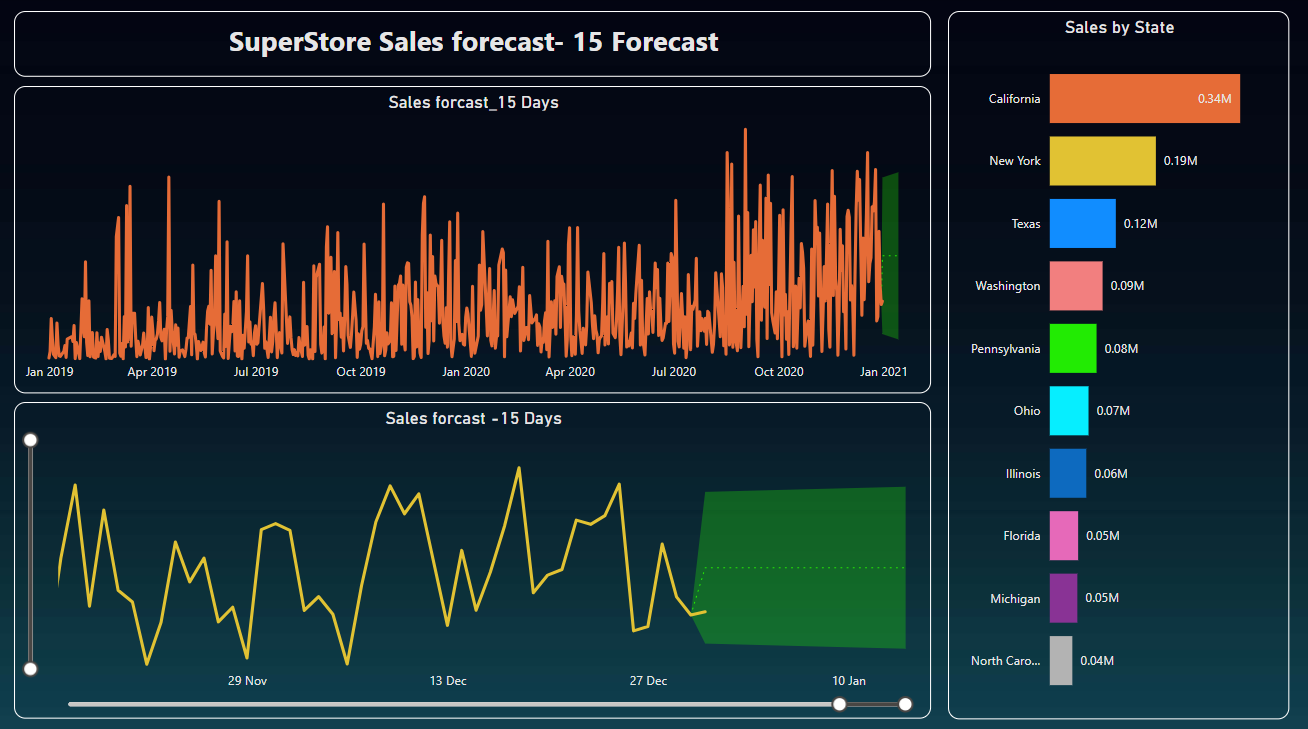 SuperStore Sales forecast- 15 Forecast
Sales forcast_15 Days
Jan 2019
Apr 2019
Jul 2019
Oct 2019
Jan 2020
Apr 2020
Jul 2020
Oct 2020
Jan 2021
Sales forcast -15 Days
29 Nov
13 Dec
27 Dec
10 Jan
Sales by State
California 0.34M
New York 0.19M
Texas 0.12M
Washington 0.09M
Pennsylvania 0.08M
Ohio 0.07M
Illinois 0.06M
Florida 0.05M
Michigan 0.05M
North Caro... 0.04M